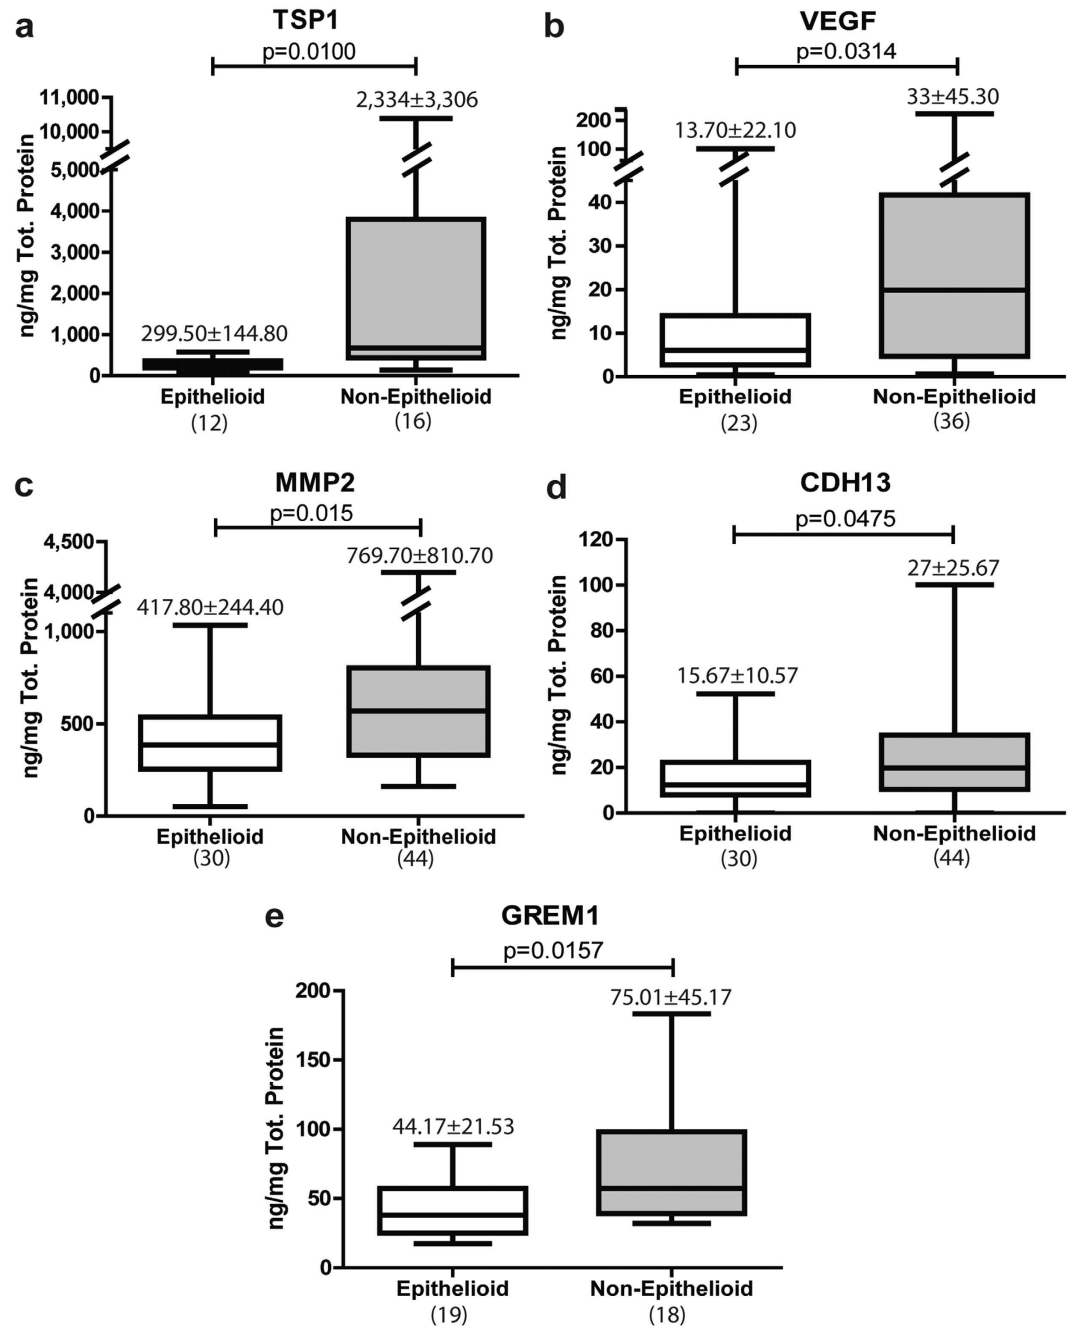 a
TSP1
p=0.0100
2,334±3,306
299.50±144.80
ng/mg Tot. Protein
11,000
10,000
5,000
4,000
3,000
2,000
1,000
0
Epithelioid
(12)
Non-Epithelioid
(16)
b
VEGF
p=0.0314
33±45.30
13.70±22.10
ng/mg Tot. Protein
200
100
40
30
20
10
0
Epithelioid
(23)
Non-Epithelioid
(36)
c
MMP2
p=0.015
769.70±810.70
417.80±244.40
ng/mg Tot. Protein
4,500
4,000
1,000
500
0
Epithelioid
(30)
Non-Epithelioid
(44)
d
CDH13
p=0.0475
27±25.67
15.67±10.57
ng/mg Tot. Protein
120
100
80
60
40
20
0
Epithelioid
(30)
Non-Epithelioid
(44)
e
GREM1
p=0.0157
75.01±45.17
44.17±21.53
ng/mg Tot. Protein
200
150
100
50
0
Epithelioid
(19)
Non-Epithelioid
(18)